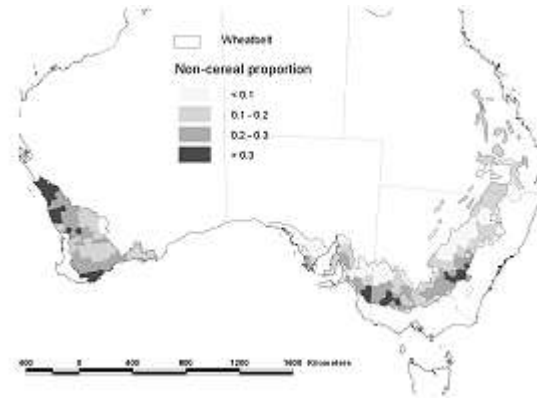 Wheatbelt
Non-cereal proportion
< 0.1
0.1 - 0.2
0.2 - 0.3
> 0.3
400 0 400 800 1200 1600 Kilometers